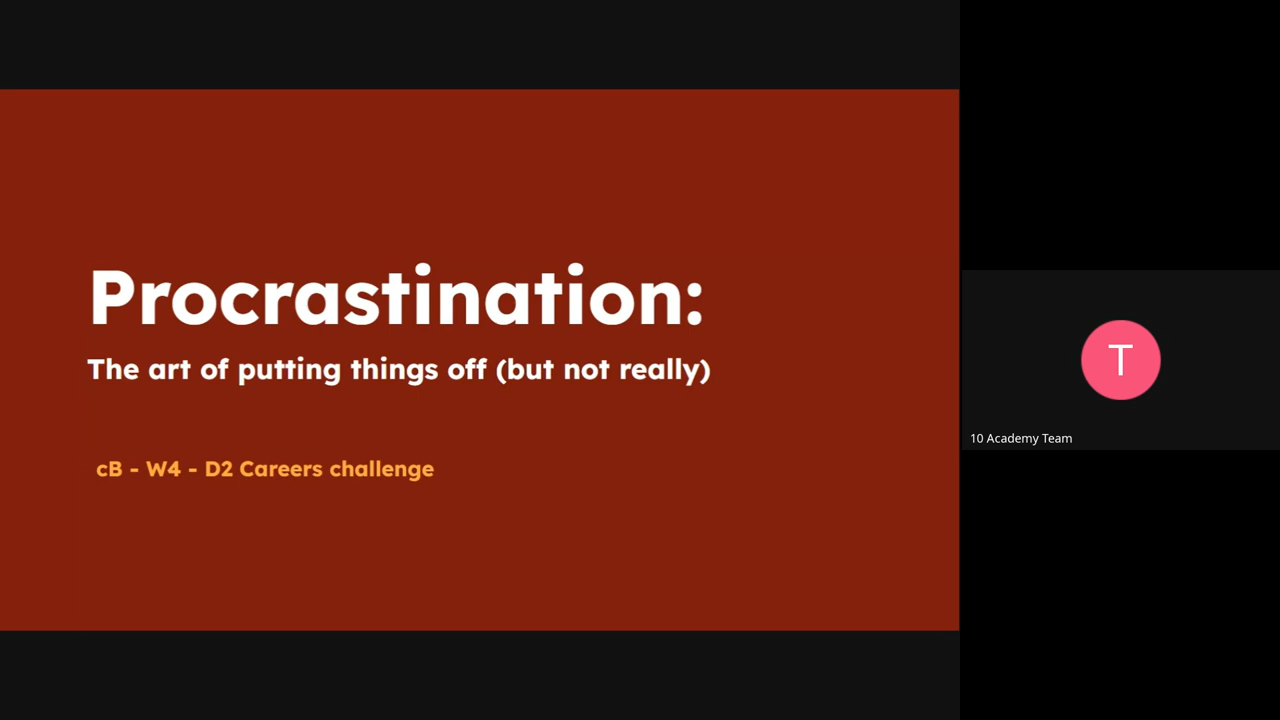 Procrastination:
The art of putting things off (but not really)
cB - W4 - D2 Careers challenge
T
10 Academy Team